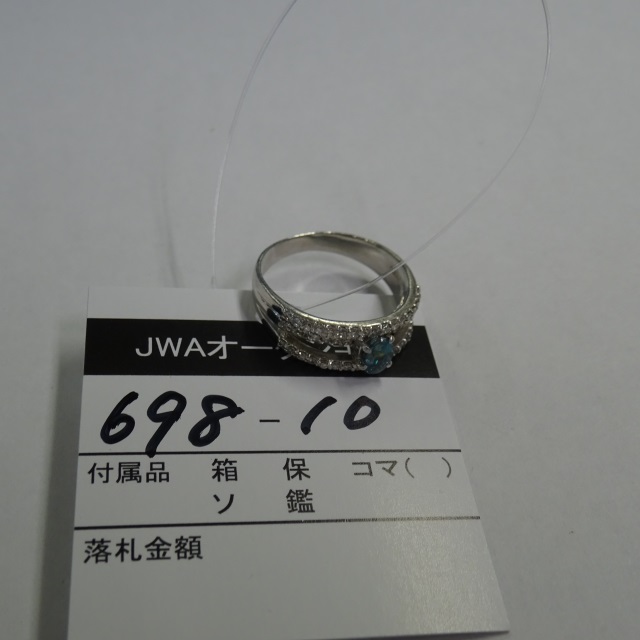 JWAオー
698-10
付属品 箱 保 コマ( )
ソ 鑑
落札金額